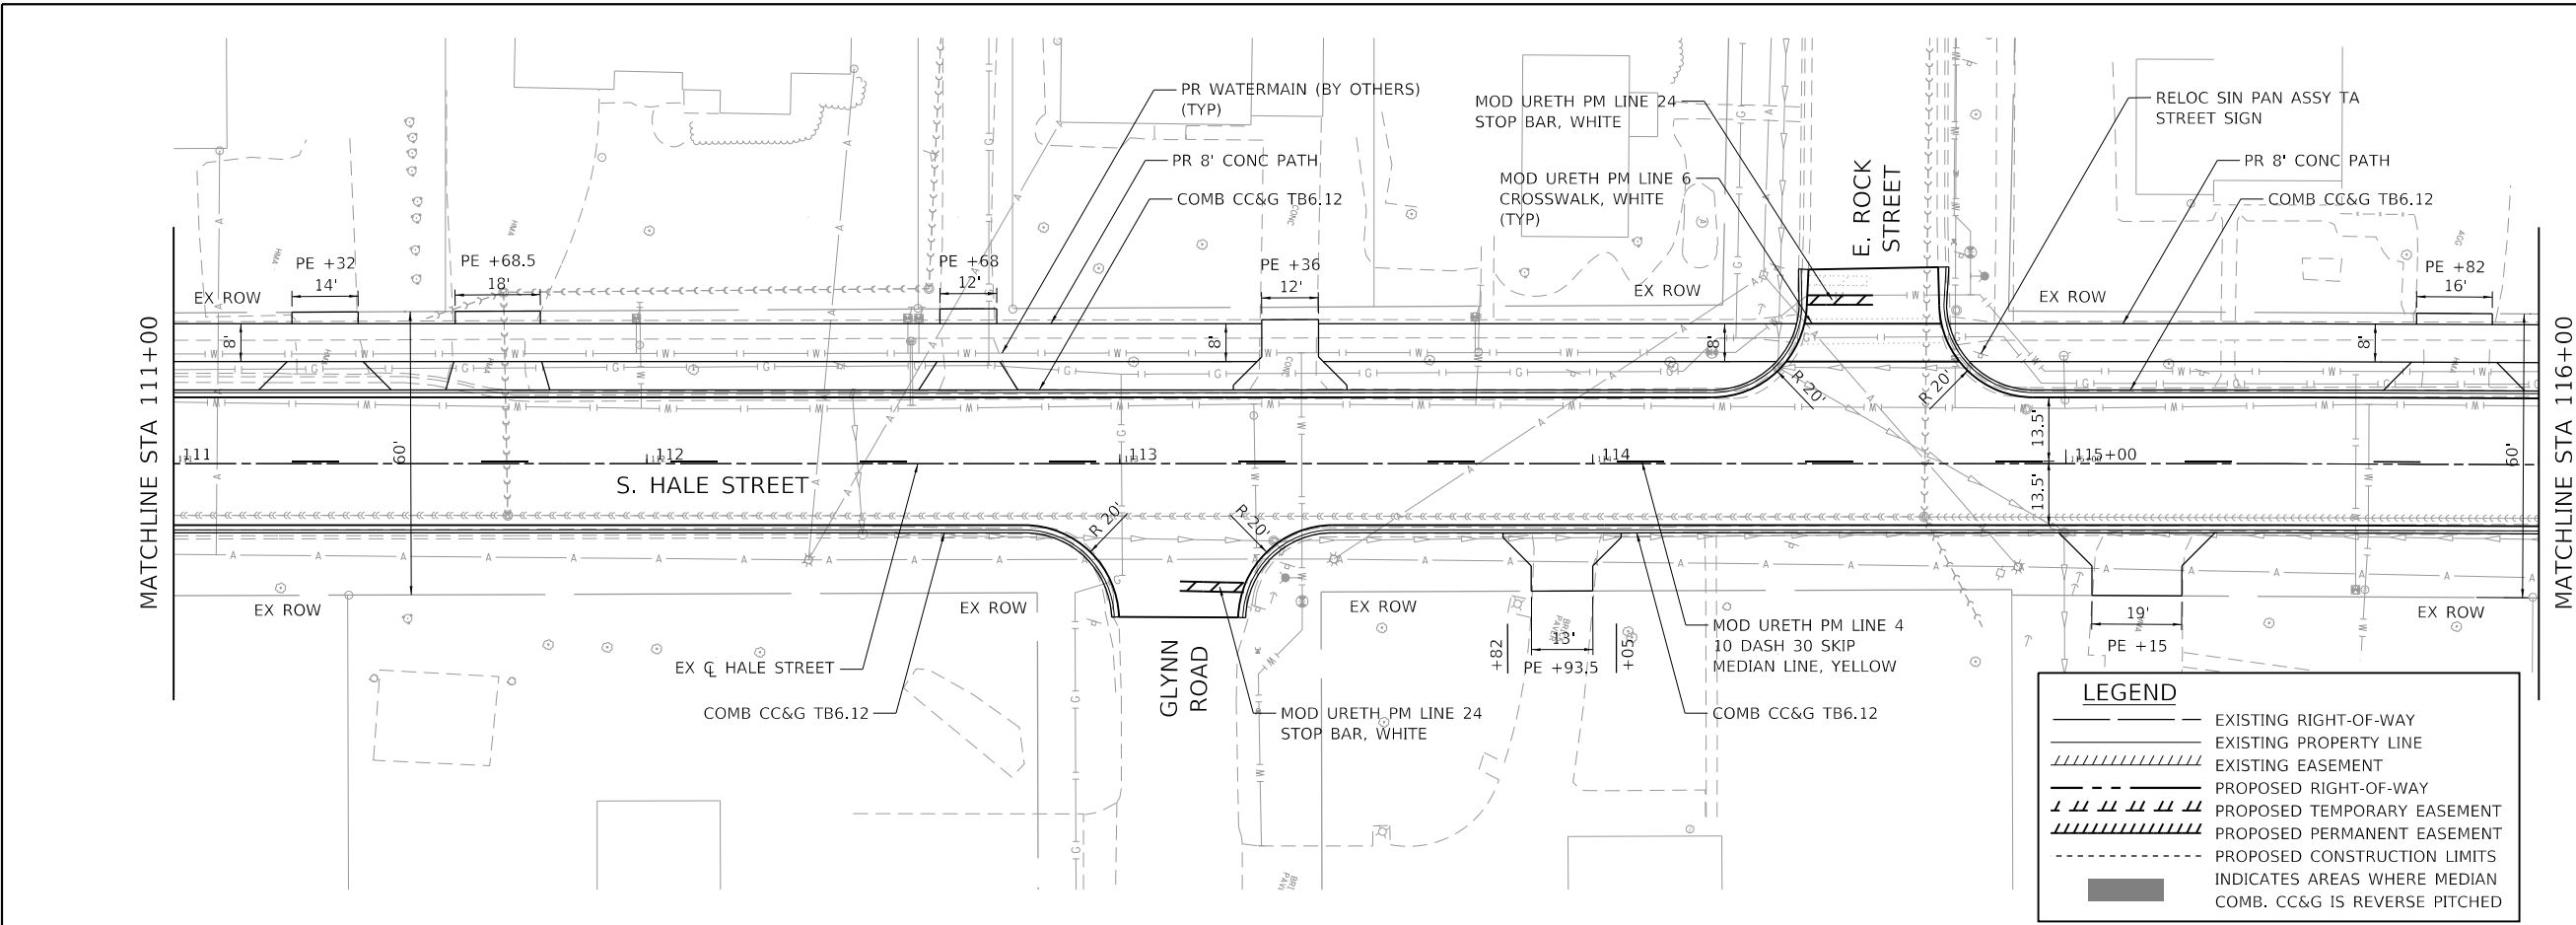 PR WATERMAIN (BY OTHERS)
(TYP)
PR 8' CONC PATH
COMB CC&G TB6.12
MOD URETH PM LINE 24
STOP BAR, WHITE
MOD URETH PM LINE 6
CROSSWALK, WHITE
(TYP)
E. ROCK
STREET
RELOC SIN PAN ASSY TA
STREET SIGN
PR 8' CONC PATH
COMB CC&G TB6.12
PE +32
14'
PE +68.5
18'
PE +68
12'
PE +36
12'
PE +82
16'
EX ROW
EX ROW
EX ROW
HMA
HMA
CONC
AGG
8'
8'
8'
8'
HMA
HMA
CONC
HMA
R 20'
R 20'
MATCHLINE STA 111+00
MATCHLINE STA 116+00
60'
60'
13.5'
13.5'
111
112
113
114
115+00
S. HALE STREET
R 20'
R 20'
EX ROW
EX ROW
EX ROW
EX ROW
EX ℄ HALE STREET
COMB CC&G TB6.12
GLYNN
ROAD
MOD URETH PM LINE 24
STOP BAR, WHITE
+82
13'
PE +93.5
+05
MOD URETH PM LINE 4
10 DASH 30 SKIP
MEDIAN LINE, YELLOW
COMB CC&G TB6.12
19'
PE +15
LEGEND
EXISTING RIGHT-OF-WAY
EXISTING PROPERTY LINE
EXISTING EASEMENT
PROPOSED RIGHT-OF-WAY
PROPOSED TEMPORARY EASEMENT
PROPOSED PERMANENT EASEMENT
PROPOSED CONSTRUCTION LIMITS
INDICATES AREAS WHERE MEDIAN
COMB. CC&G IS REVERSE PITCHED